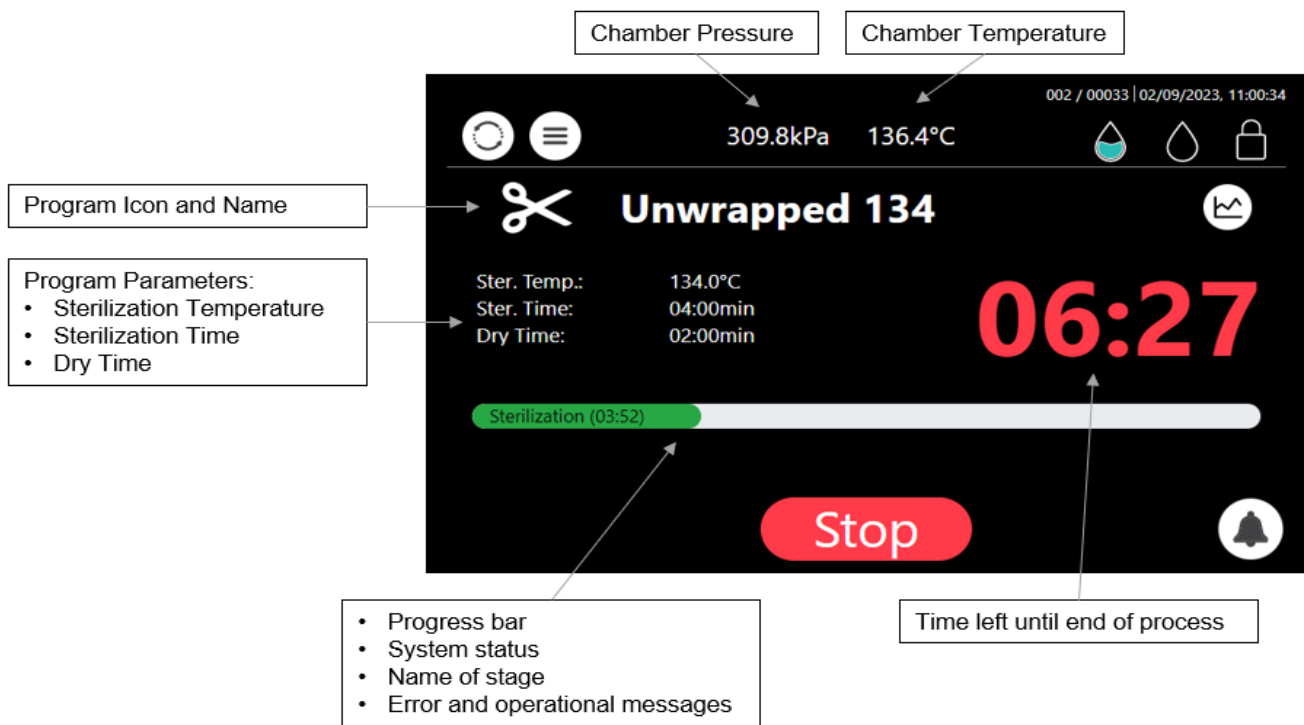 Chamber Pressure
Chamber Temperature
002 / 00033 | 02/09/2023, 11:00:34
309.8kPa 136.4°C
Program Icon and Name
Unwrapped 134
Program Parameters:
• Sterilization Temperature
• Sterilization Time
• Dry Time
Ster. Temp.: 134.0°C
Ster. Time: 04:00min
Dry Time: 02:00min
06:27
Sterilization (03:52)
Stop
• Progress bar
• System status
• Name of stage
• Error and operational messages
Time left until end of process